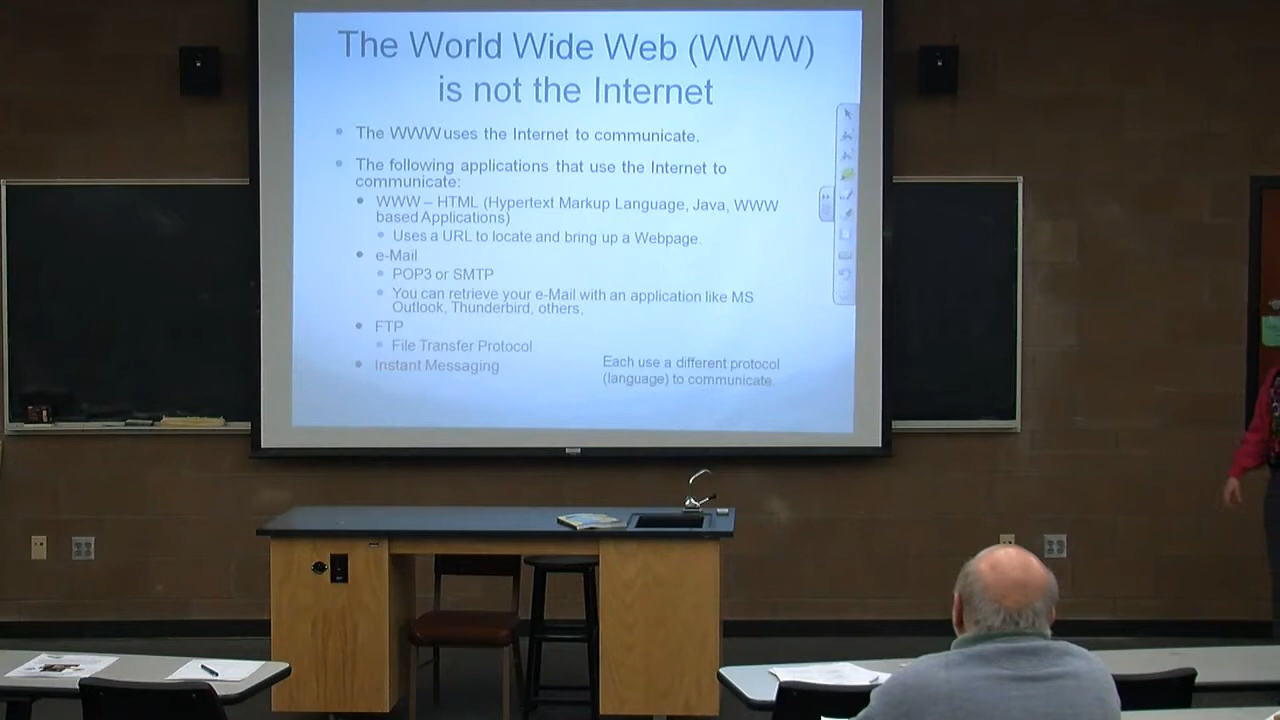 The World Wide Web (WWW)
is not the Internet
The WWW uses the Internet to communicate.
The following applications that use the Internet to
communicate:
WWW – HTML (Hypertext Markup Language, Java, WWW
based Applications)
Uses a URL to locate and bring up a Webpage.
e-Mail
POP3 or SMTP
You can retrieve your e-Mail with an application like MS
Outlook, Thunderbird, others,
FTP
File Transfer Protocol
Instant Messaging
Each use a different protocol
(language) to communicate.